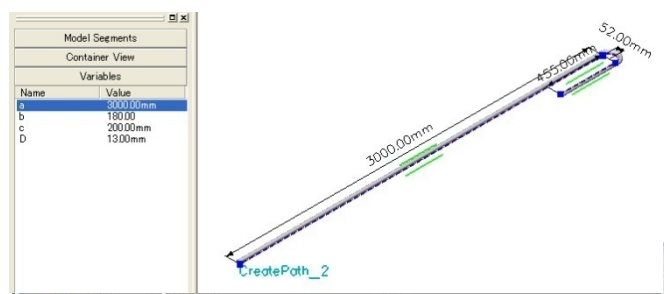 Model Segments
Container View
Variables
Name Value
a 3000.00mm
b 180.00
c 200.00mm
D 13.00mm
52.00mm
455.00mm
3000.00mm
CreatePath_2